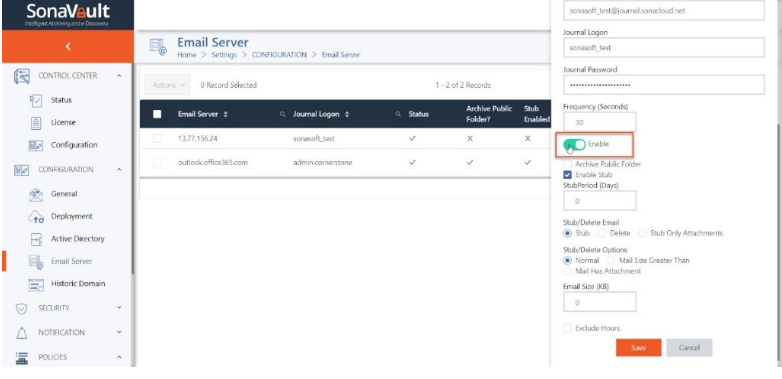 SonaVault
Intelligent Archiving and e-Discovery
CONTROL CENTER
Status
License
Configuration
CONFIGURATION
General
Deployment
Active Directory
Email Server
Historic Domain
SECURITY
NOTIFICATION
POLICIES
Email Server
Home > Settings > CONFIGURATION > Email Server
Actions 0 Record Selected 1 - 2 of 2 Records
Email Server Journal Logon Status Archive Public Folder? Stub Enabled
13.77.156.24 sonasoft_test ✓ X X
outlook.office365.com admin.cornerstone ✓ ✓ ✓
sonasoft_test@journal.sonacloud.net
Journal Logon
sonasoft_test
Journal Password
Frequency (Seconds)
30
Enable
Archive Public Folder
Enable Stub
StubPeriod (Days)
0
Stub/Delete Email
Stub Delete Stub Only Attachments
Stub/Delete Options
Normal Mail Size Greater Than
Mail Has Attachment
Email Size (KB)
0
Exclude Hours
Save Cancel